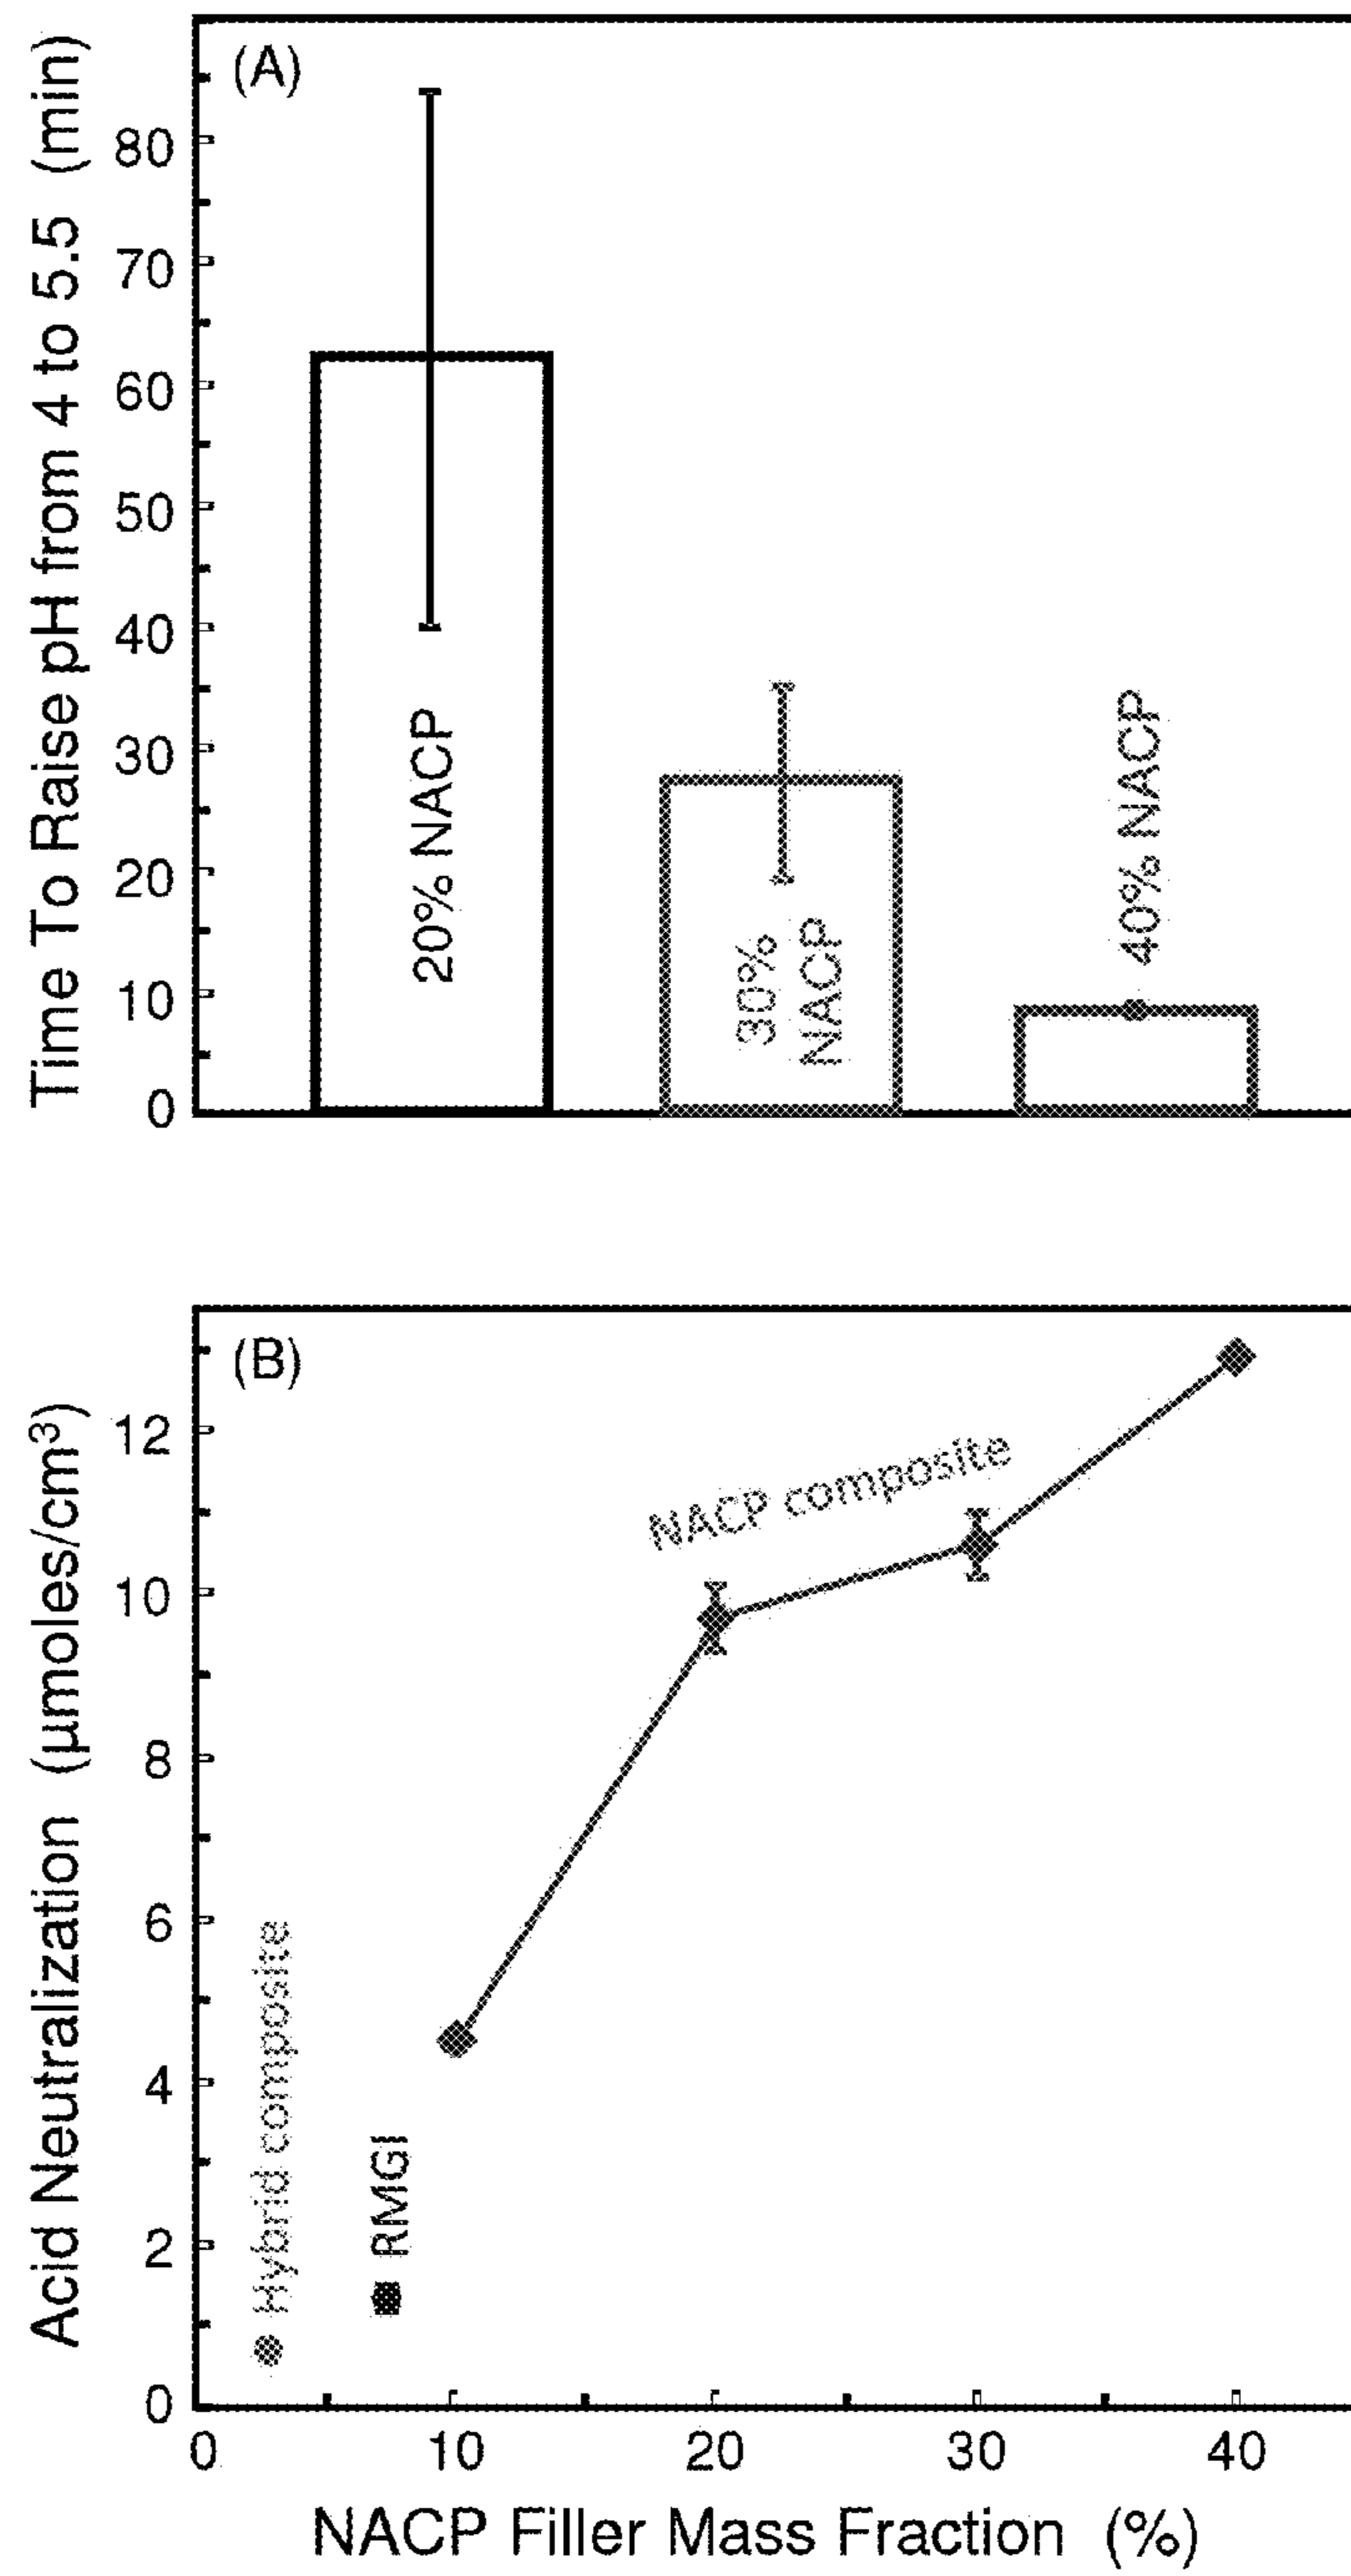 (A)
Time To Raise pH from 4 to 5.5 (min)
80
70
60
50
40
30
20
10
0
20% NACP
30%
NACP
40% NACP
(B)
Acid Neutralization (µmoles/cm³)
12
10
8
6
4
2
0
NACP composite
Hybrid composite
RMGI
0 10 20 30 40
NACP Filler Mass Fraction (%)